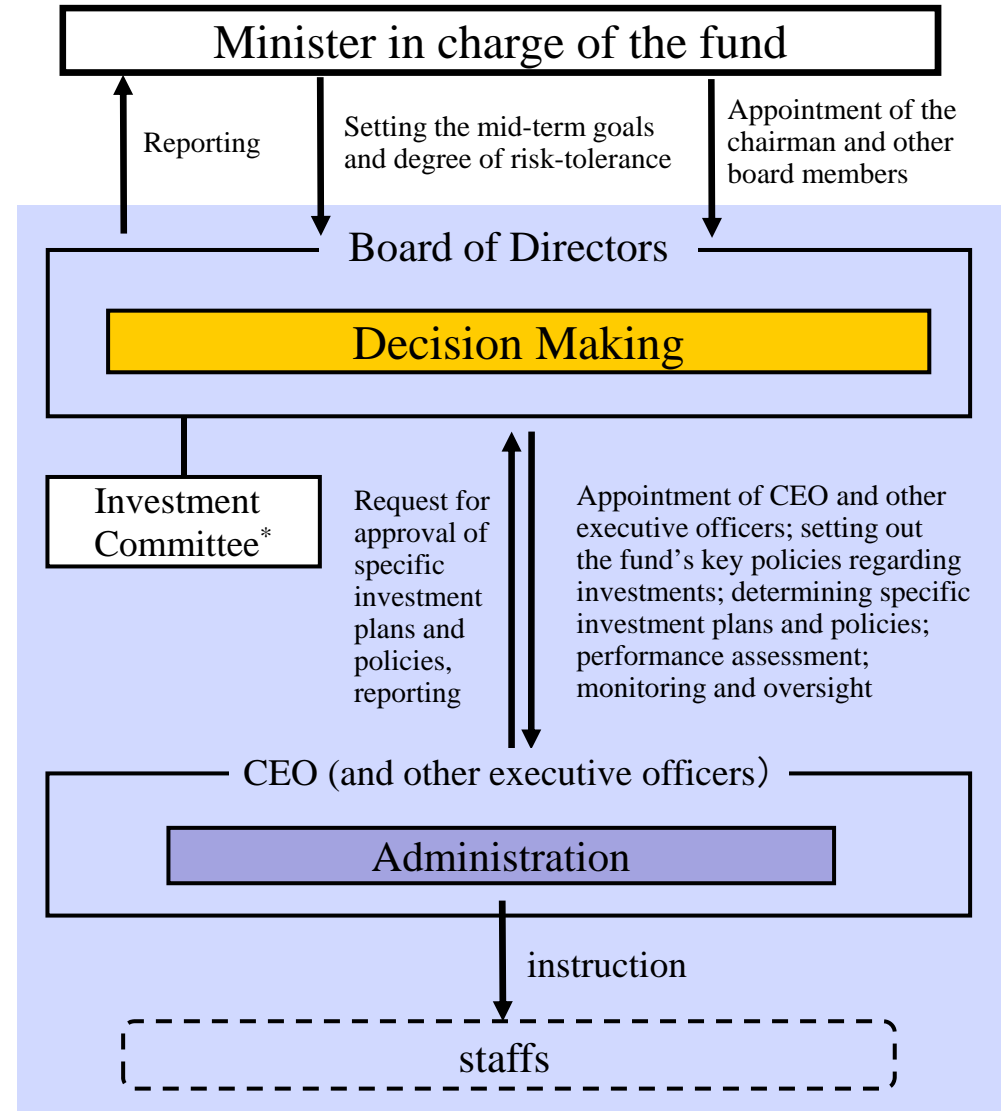 Minister in charge of the fund
Reporting
Setting the mid-term goals
and degree of risk-tolerance
Appointment of the
chairman and other
board members
Board of Directors
Decision Making
Investment
Committee*
Request for
approval of
specific
investment
plans and
policies,
reporting
Appointment of CEO and other
executive officers; setting out
the fund’s key policies regarding
investments; determining specific
investment plans and policies;
performance assessment;
monitoring and oversight
CEO (and other executive officers）
Administration
instruction
staffs